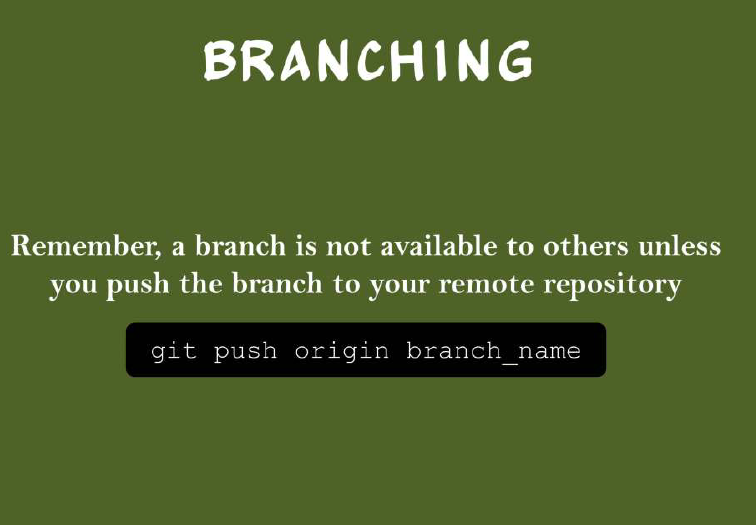 BRANCHING
Remember, a branch is not available to others unless
you push the branch to your remote repository
git push origin branch_name